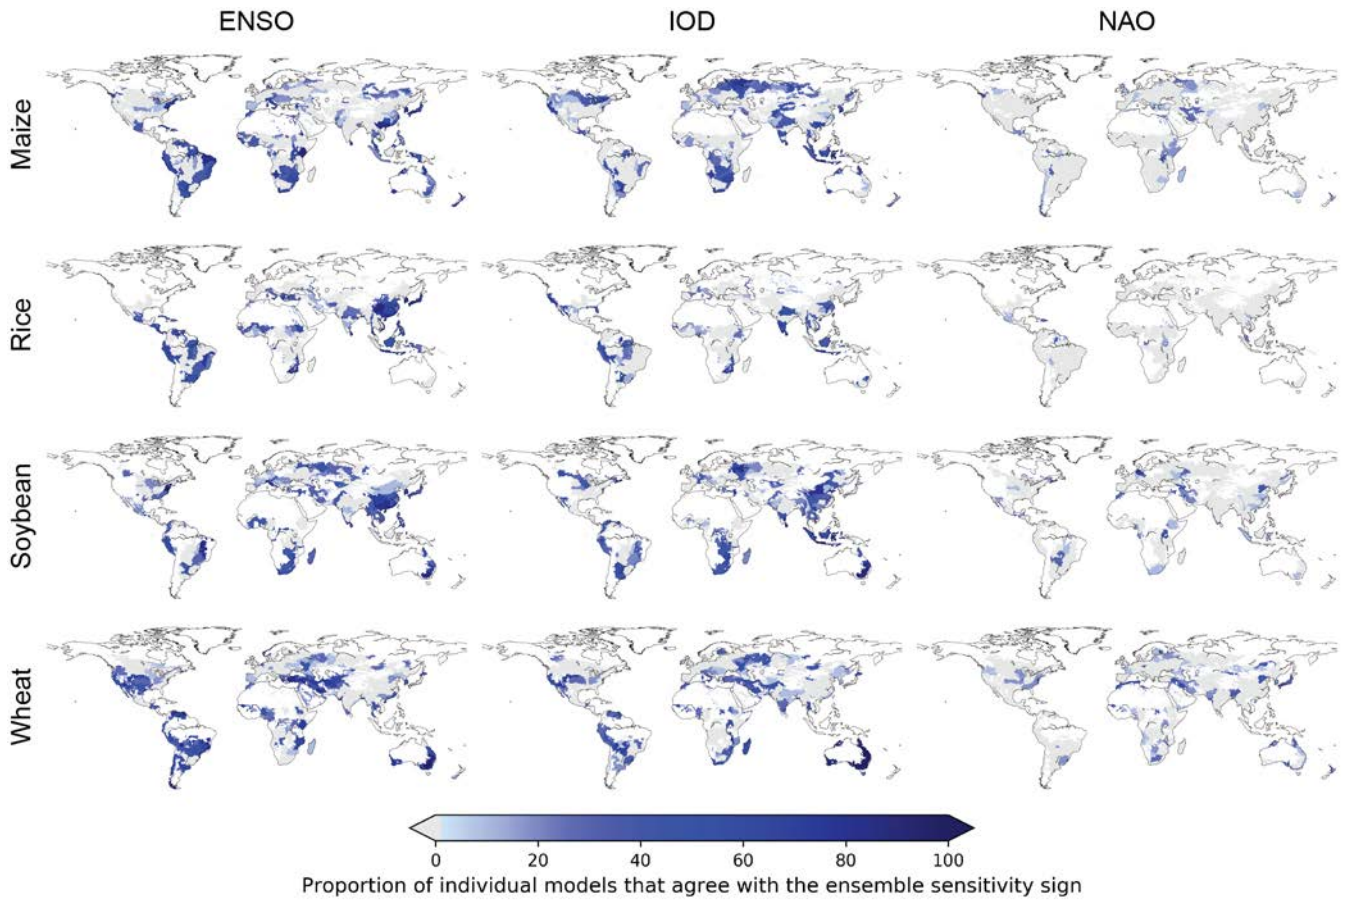 ENSO IOD NAO
Maize
Rice
Soybean
Wheat
0 20 40 60 80 100
Proportion of individual models that agree with the ensemble sensitivity sign